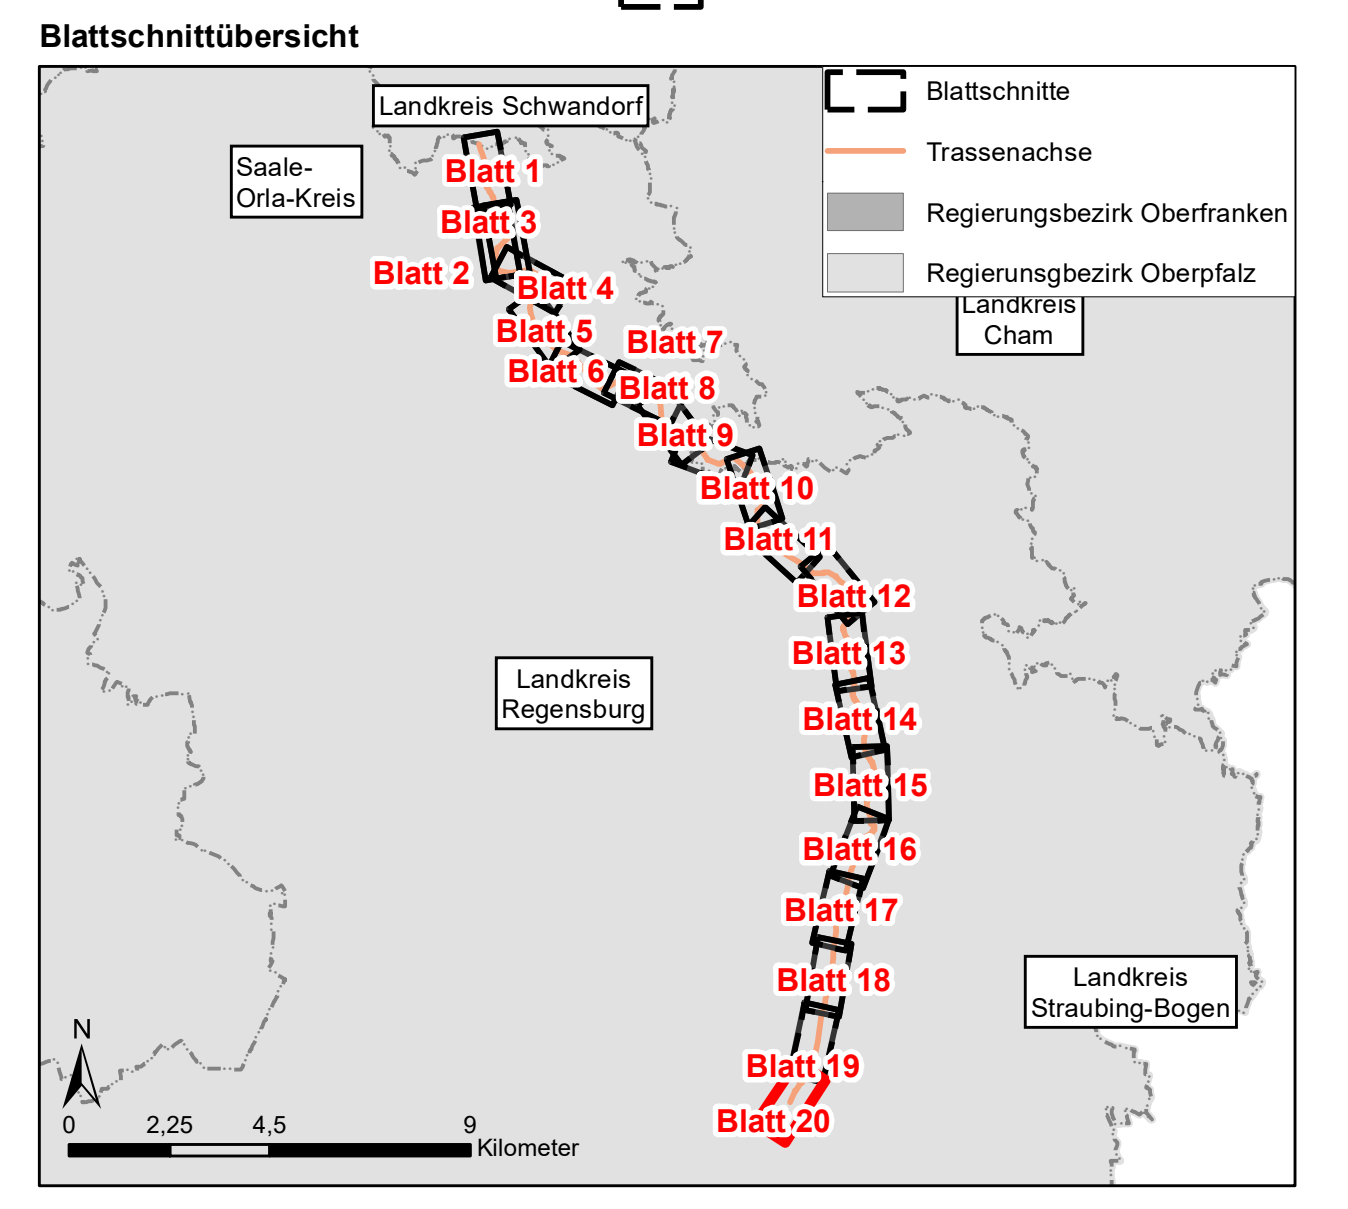 Blattschnittübersicht
Landkreis Schwandorf
Saale-
Orla-Kreis
Blattschnitte
Trassenachse
Regierungsbezirk Oberfranken
Regierunsgbezirk Oberpfalz
Landkreis
Cham
Blatt 1
Blatt 3
Blatt 2
Blatt 4
Blatt 5
Blatt 7
Blatt 6
Blatt 8
Blatt 9
Blatt 10
Blatt 11
Blatt 12
Blatt 13
Landkreis
Regensburg
Blatt 14
Blatt 15
Blatt 16
Blatt 17
Blatt 18
Landkreis
Straubing-Bogen
Blatt 19
Blatt 20
N
0 2,25 4,5 9
Kilometer